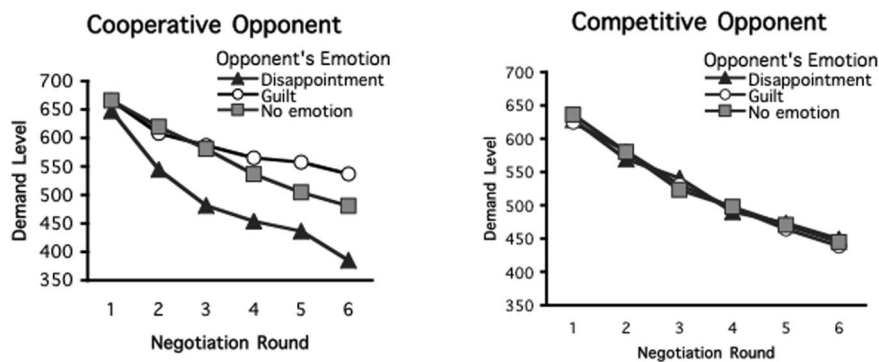 Cooperative Opponent
Opponent's Emotion
Disappointment
Guilt
No emotion
700
650
600
550
500
450
400
350
Demand Level
1 2 3 4 5 6
Negotiation Round
Competitive Opponent
Opponent's Emotion
Disappointment
Guilt
No emotion
700
650
600
550
500
450
400
350
Demand Level
1 2 3 4 5 6
Negotiation Round